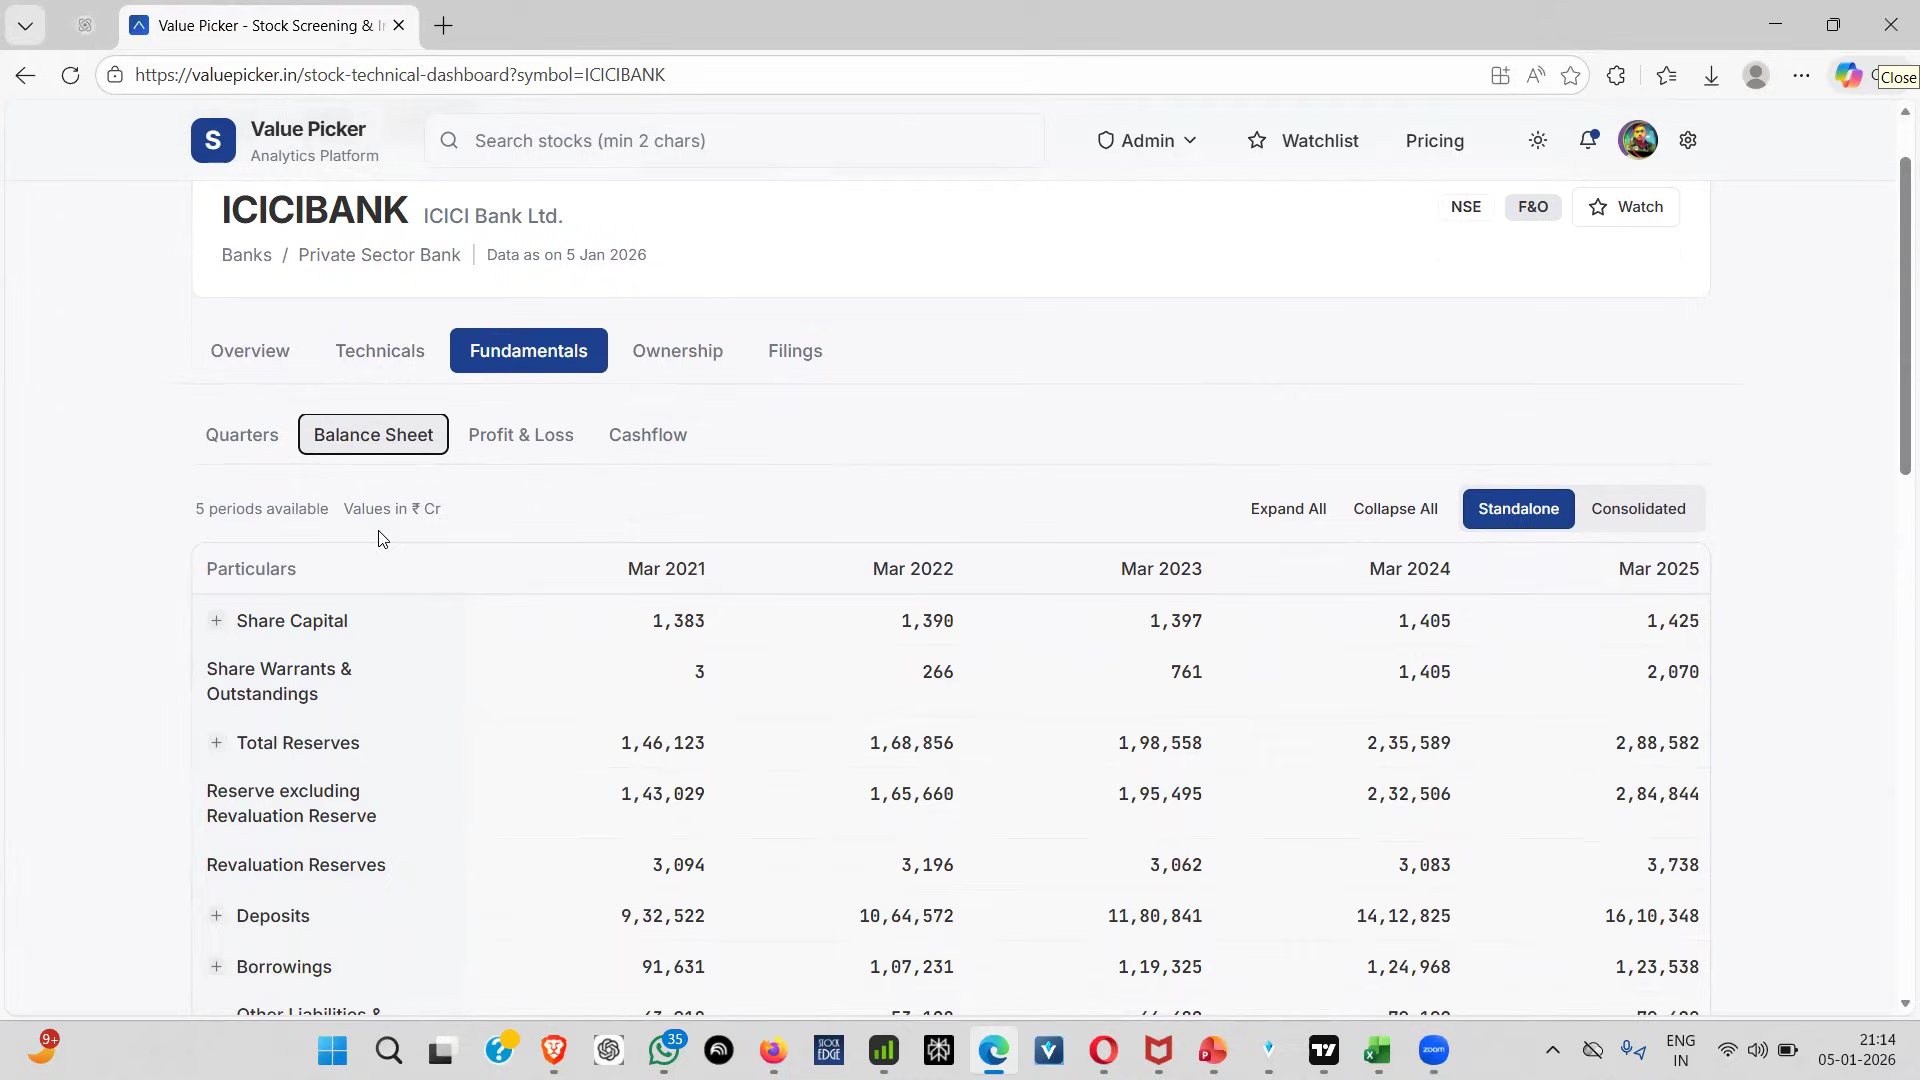 Value Picker - Stock Screening & I
https://valuepicker.in/stock-technical-dashboard?symbol=ICICIBANK
Close
S
Value Picker
Analytics Platform
Search stocks (min 2 chars)
Admin
Watchlist
Pricing
ICICIBANK ICICI Bank Ltd.
NSE F&O Watch
Banks / Private Sector Bank Data as on 5 Jan 2026
Overview Technicals Fundamentals Ownership Filings
Quarters Balance Sheet Profit & Loss Cashflow
5 periods available Values in ₹ Cr Expand All Collapse All Standalone Consolidated
Particulars Mar 2021 Mar 2022 Mar 2023 Mar 2024 Mar 2025
+ Share Capital 1,383 1,390 1,397 1,405 1,425
Share Warrants & Outstandings 3 266 761 1,405 2,070
+ Total Reserves 1,46,123 1,68,856 1,98,558 2,35,589 2,88,582
Reserve excluding Revaluation Reserve 1,43,029 1,65,660 1,95,495 2,32,506 2,84,844
Revaluation Reserves 3,094 3,196 3,062 3,083 3,738
+ Deposits 9,32,522 10,64,572 11,80,841 14,12,825 16,10,348
+ Borrowings 91,631 1,07,231 1,19,325 1,24,968 1,23,538
Other Liabilities &
9+
35
STOCK EDGE
zoom
ENG
IN
21:14
05-01-2026